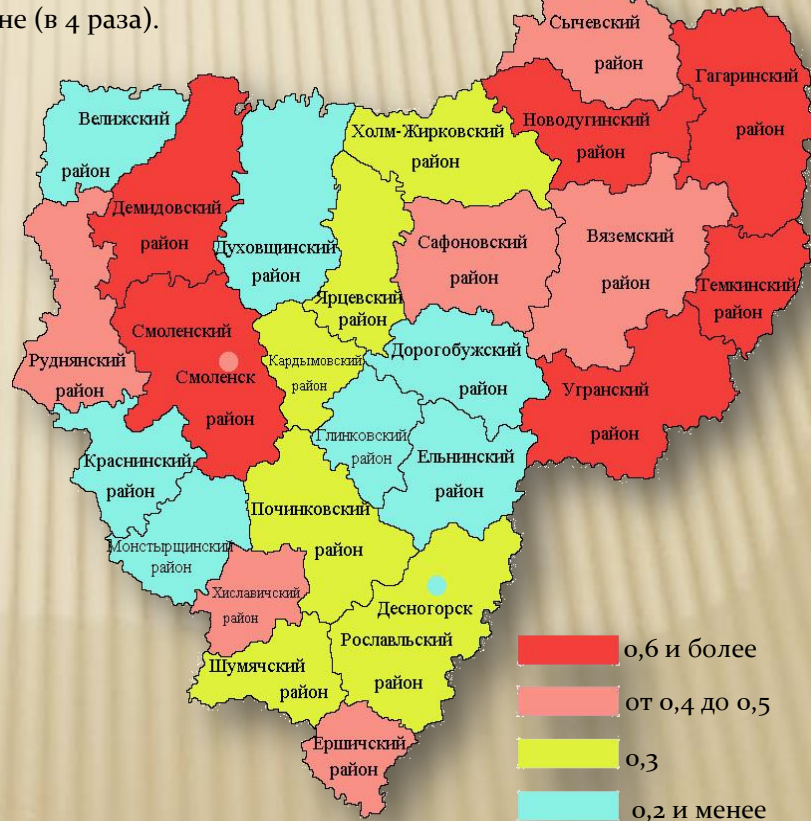 не (в 4 раза).
Сычевский
район
Гагаринский
район
Велижский
район
Новодугинский
район
Холм-Жирковский
район
Демидовский
район
Духовщинский
район
Сафоновский
район
Вяземский
район
Темкинский
район
Ярцевский
район
Смоленский
Смоленск
район
Руднянский
район
Кардымовский
район
Дорогобужский
район
Угранский
район
Глинковский
район
Ельнинский
район
Краснинский
район
Починковский
район
Монстырщинский
район
Хиславичский
район
Десногорск
Рославльский
район
Шумячский
район
Ершичский
район
0,6 и более
от 0,4 до 0,5
0,3
0,2 и менее